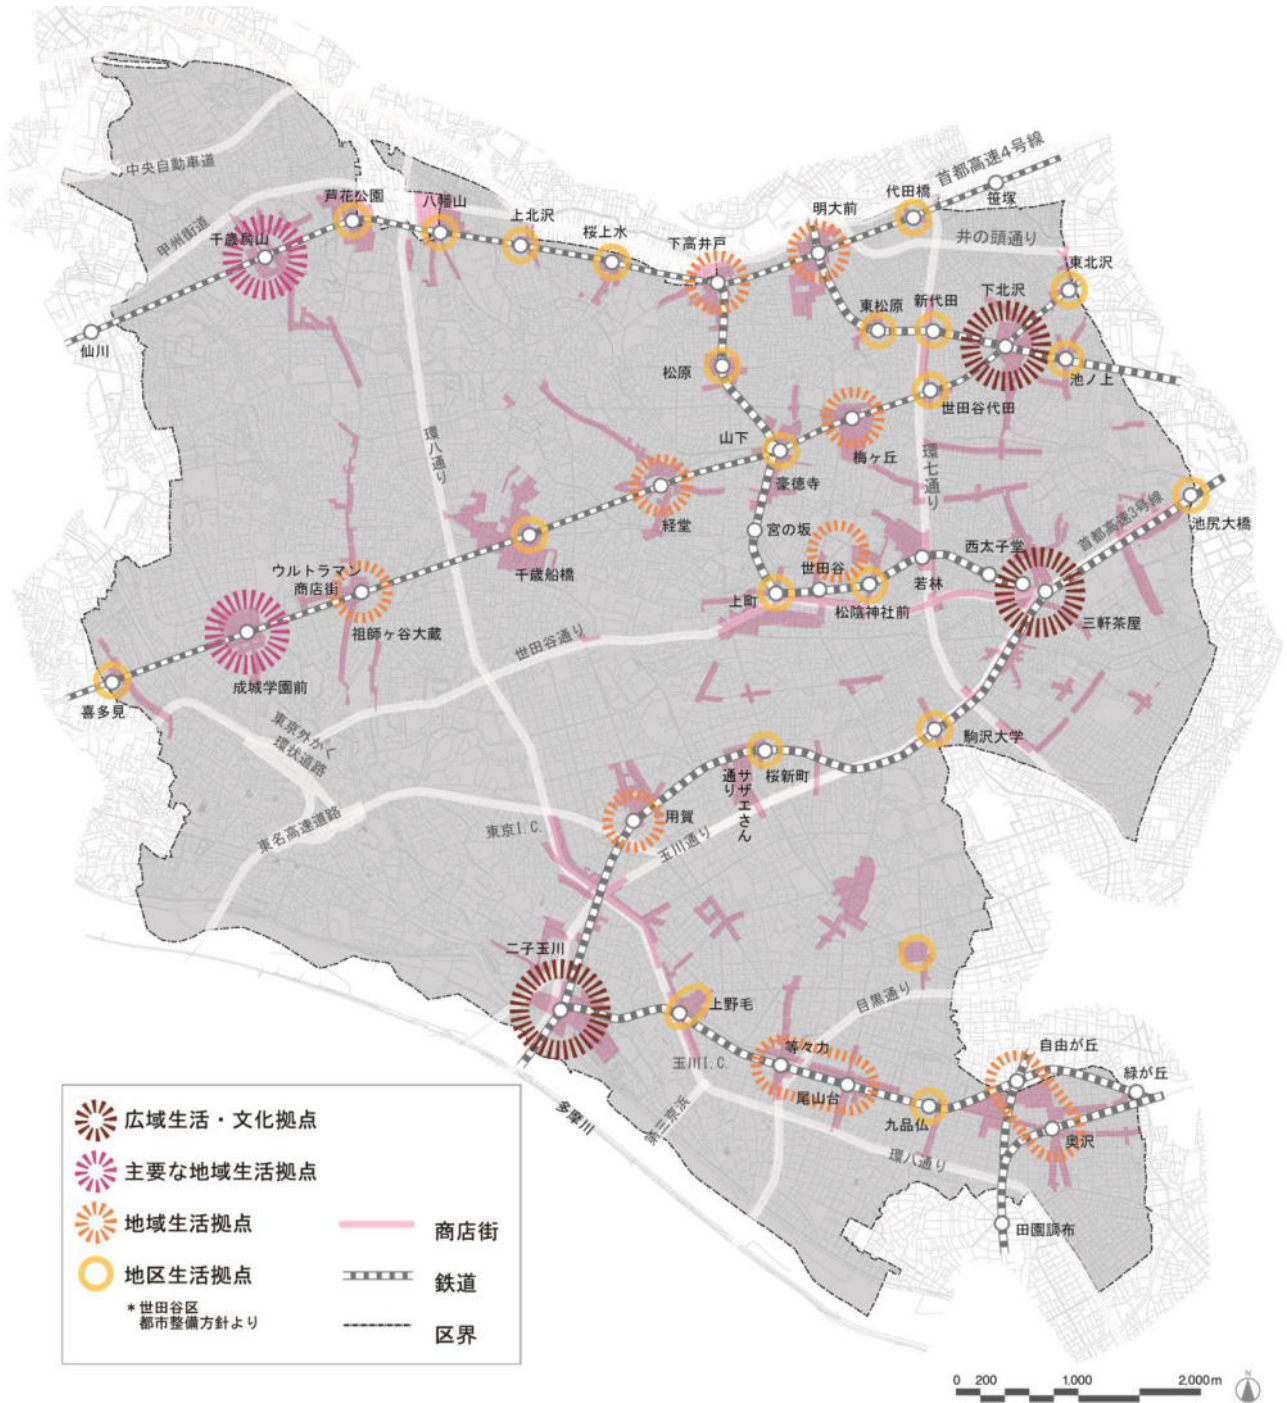 首都高速4号線
中央自動車道
代田橋
笹塚
芦花公園
八幡山
明大前
上北沢
甲州街道
千歳烏山
桜上水
下高井戸
井の頭通り
東北沢
下北沢
東松原
新代田
仙川
松原
池ノ上
世田谷代田
山下
梅ヶ丘
環八通り
環七通り
豪徳寺
経堂
首都高速3号線
池尻大橋
宮の坂
西太子堂
千歳船橋
世田谷
ウルトラマン
商店街
若林
上町
松陰神社前
三軒茶屋
祖師ヶ谷大蔵
世田谷通り
成城学園前
喜多見
東京外かく
環状道路
駒沢大学
桜新町
サザエさん
通り
用賀
東名高速道路
東京I.C.
玉川通り
二子玉川
上野毛
目黒通り
等々力
自由が丘
玉川I.C.
緑が丘
尾山台
多摩川
第三京浜
九品仏
奥沢
環八通り
田園調布
広域生活・文化拠点
主要な地域生活拠点
地域生活拠点
商店街
地区生活拠点
鉄道
*世田谷区
都市整備方針より
区界
0 200 1,000 2,000m
N